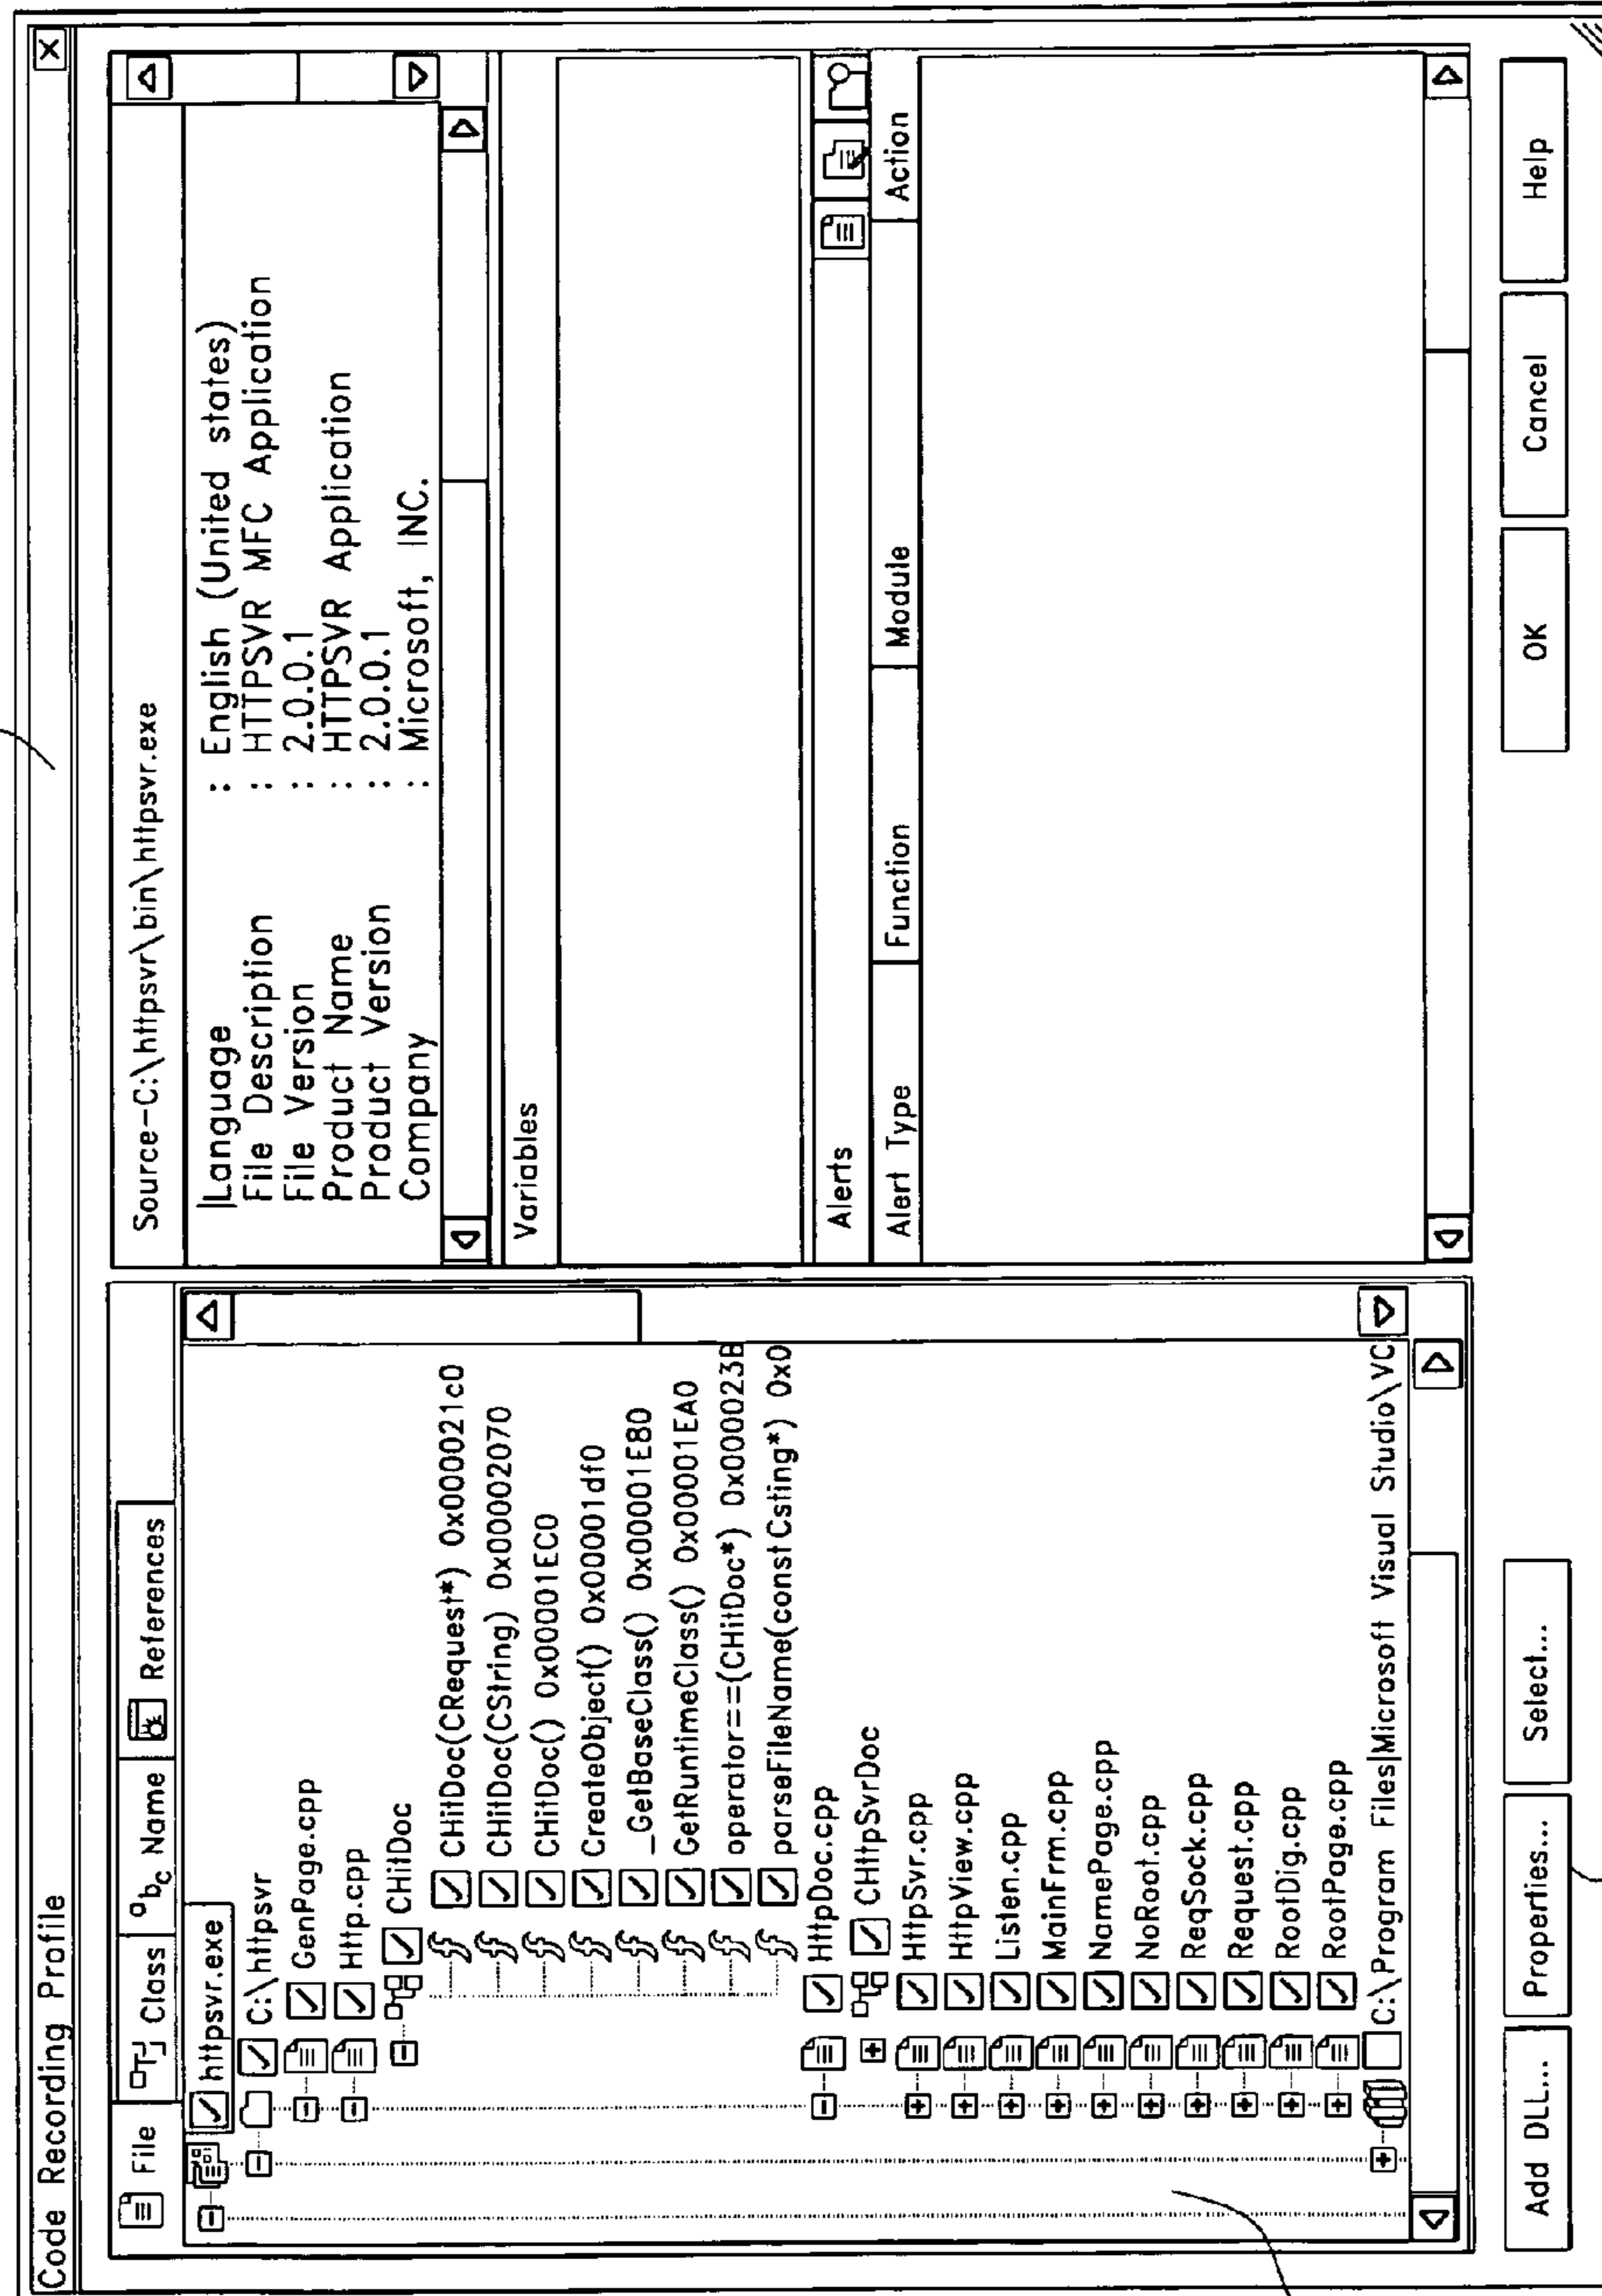 Code Recording Profile
File
Class
abc Name
References
httpsvr.exe
C:\httpsvr
GenPage.cpp
Http.cpp
CHitDoc
CHitDoc(CRequest*) 0x000021c0
CHitDoc(CString) 0x00002070
CHitDoc() 0x00001EC0
CreateObject() 0x0001df0
_GetBaseClass() 0x00001E80
GetRuntimeClass() 0x00001EA0
operator==(CHitDoc*) 0x000023B
parseFileName(constCsting*) 0x0
HttpDoc.cpp
CHttpSvrDoc
HttpSvr.cpp
HttpView.cpp
Listen.cpp
MainFrm.cpp
NamePage.cpp
NoRoot.cpp
ReqSock.cpp
Request.cpp
RootDig.cpp
RootPage.cpp
C:\Program Files|Microsoft Visual Studio\VC
Add DLL...
Properties...
Select...
Source-C:\httpsvr\bin\httpsvr.exe
Language : English (United states)
File Description : HTTPSVR MFC Application
File Version : 2.0.0.1
Product Name : HTTPSVR Application
Product Version : 2.0.0.1
Company : Microsoft, INC.
Variables
Alerts
Alert Type
Function
Module
Action
OK
Cancel
Help